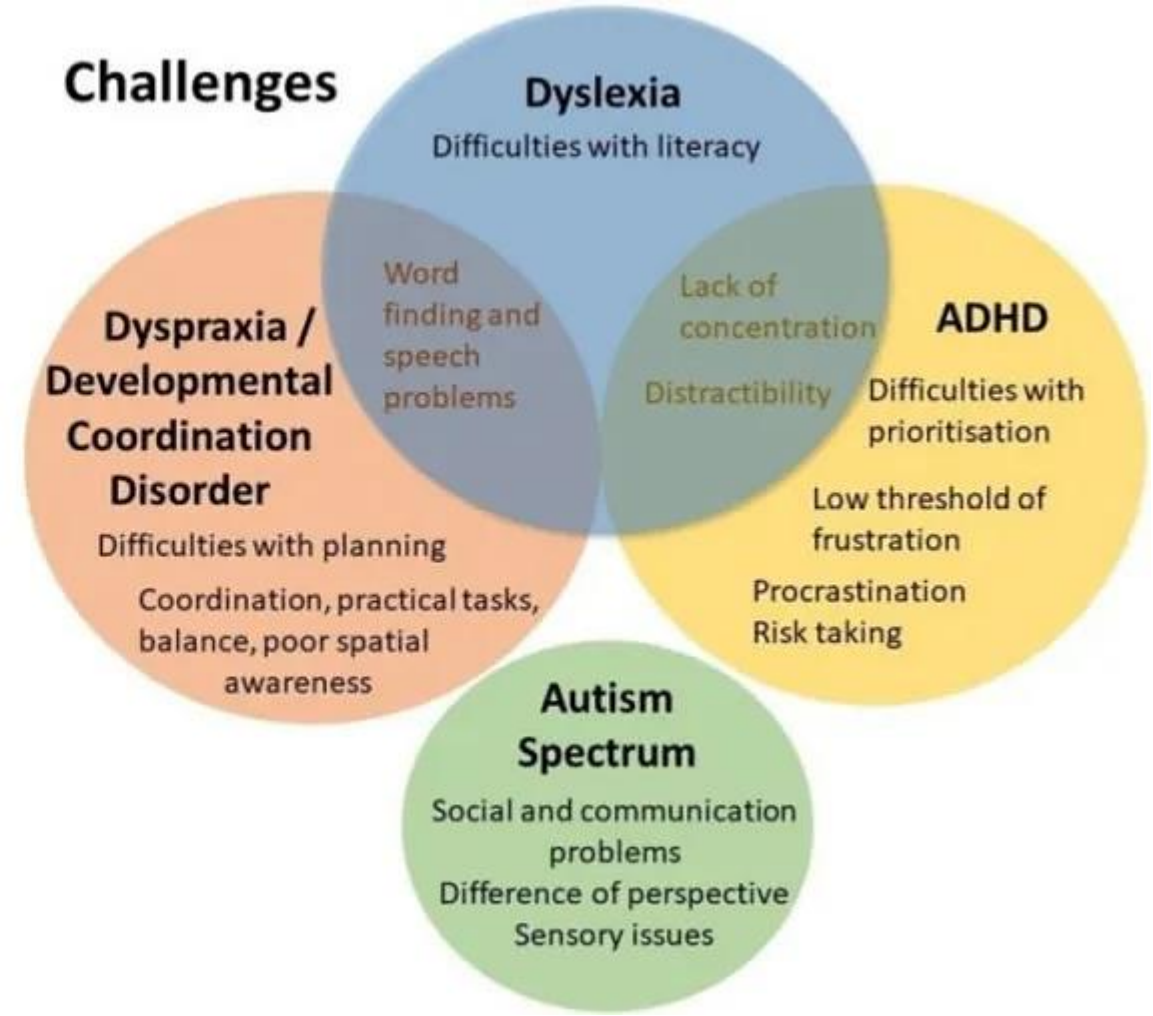 Challenges
Dyslexia
Difficulties with literacy
Word
finding and
speech
problems
Lack of
concentration
Distractibility
Dyspraxia /
Developmental
Coordination
Disorder
Difficulties with planning
Coordination, practical tasks,
balance, poor spatial
awareness
ADHD
Difficulties with
prioritisation
Low threshold of
frustration
Procrastination
Risk taking
Autism
Spectrum
Social and communication
problems
Difference of perspective
Sensory issues